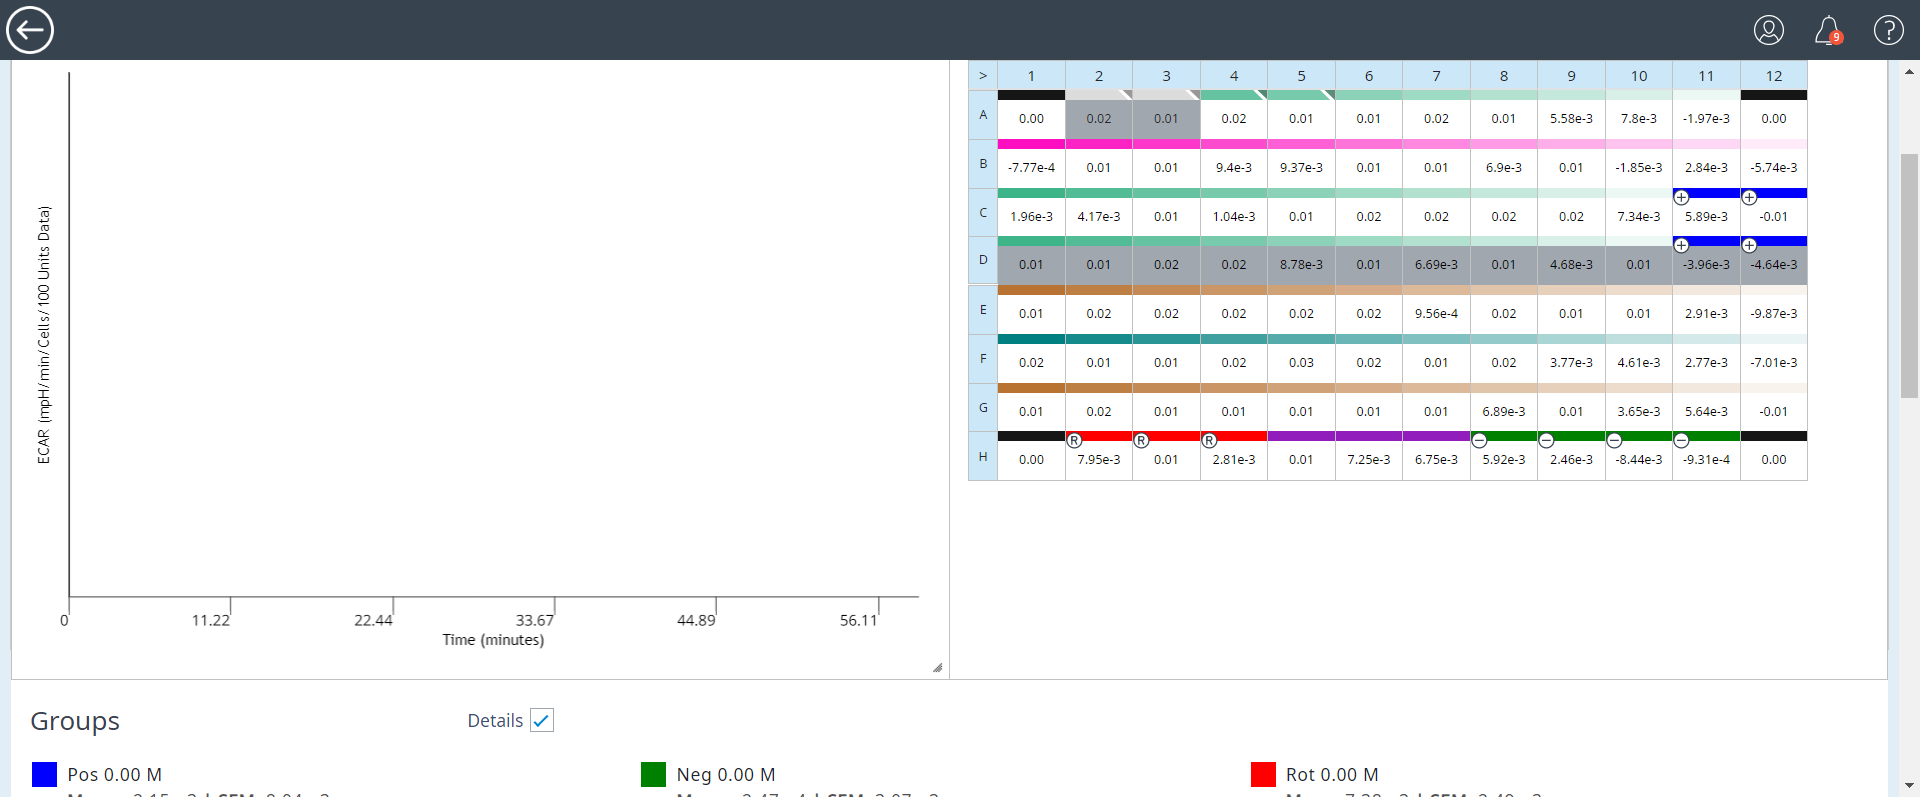 9
> 1 2 3 4 5 6 7 8 9 10 11 12
A 0.00 0.02 0.01 0.02 0.01 0.01 0.02 0.01 5.58e-3 7.8e-3 -1.97e-3 0.00
B -7.77e-4 0.01 0.01 9.4e-3 9.37e-3 0.01 0.01 6.9e-3 0.01 -1.85e-3 2.84e-3 -5.74e-3
C 1.96e-3 4.17e-3 0.01 1.04e-3 0.01 0.02 0.02 0.02 0.02 7.34e-3 5.89e-3 -0.01
D 0.01 0.01 0.02 0.02 8.78e-3 0.01 6.69e-3 0.01 4.68e-3 0.01 -3.96e-3 -4.64e-3
E 0.01 0.02 0.02 0.02 0.02 0.02 9.56e-4 0.02 0.01 0.01 2.91e-3 -9.87e-3
F 0.02 0.01 0.01 0.02 0.03 0.02 0.01 0.02 3.77e-3 4.61e-3 2.77e-3 -7.01e-3
G 0.01 0.02 0.01 0.01 0.01 0.01 0.01 6.89e-3 0.01 3.65e-3 5.64e-3 -0.01
R R R
H 0.00 7.95e-3 0.01 2.81e-3 0.01 7.25e-3 6.75e-3 5.92e-3 2.46e-3 -8.44e-3 -9.31e-4 0.00
ECAR (mpH/min/Cells/100 Units Data)
0 11.22 22.44 33.67 44.89 56.11
Time (minutes)
Groups Details
Pos 0.00 M Neg 0.00 M Rot 0.00 M